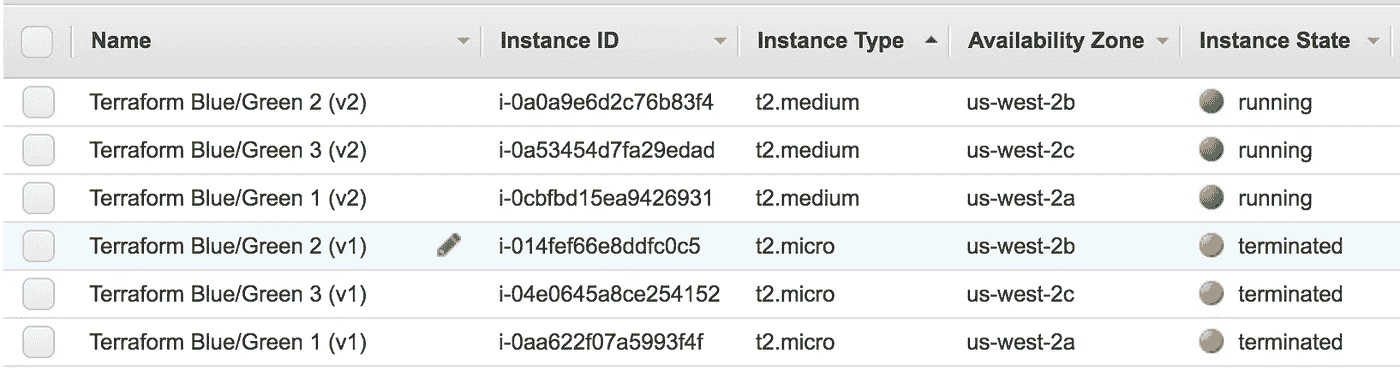 Name Instance ID Instance Type Availability Zone Instance State
Terraform Blue/Green 2 (v2) i-0a0a9e6d2c76b83f4 t2.medium us-west-2b running
Terraform Blue/Green 3 (v2) i-0a53454d7fa29edad t2.medium us-west-2c running
Terraform Blue/Green 1 (v2) i-0cbfbd15ea9426931 t2.medium us-west-2a running
Terraform Blue/Green 2 (v1) i-014fef66e8ddfc0c5 t2.micro us-west-2b terminated
Terraform Blue/Green 3 (v1) i-04e0645a8ce254152 t2.micro us-west-2c terminated
Terraform Blue/Green 1 (v1) i-0aa622f07a5993f4f t2.micro us-west-2a terminated